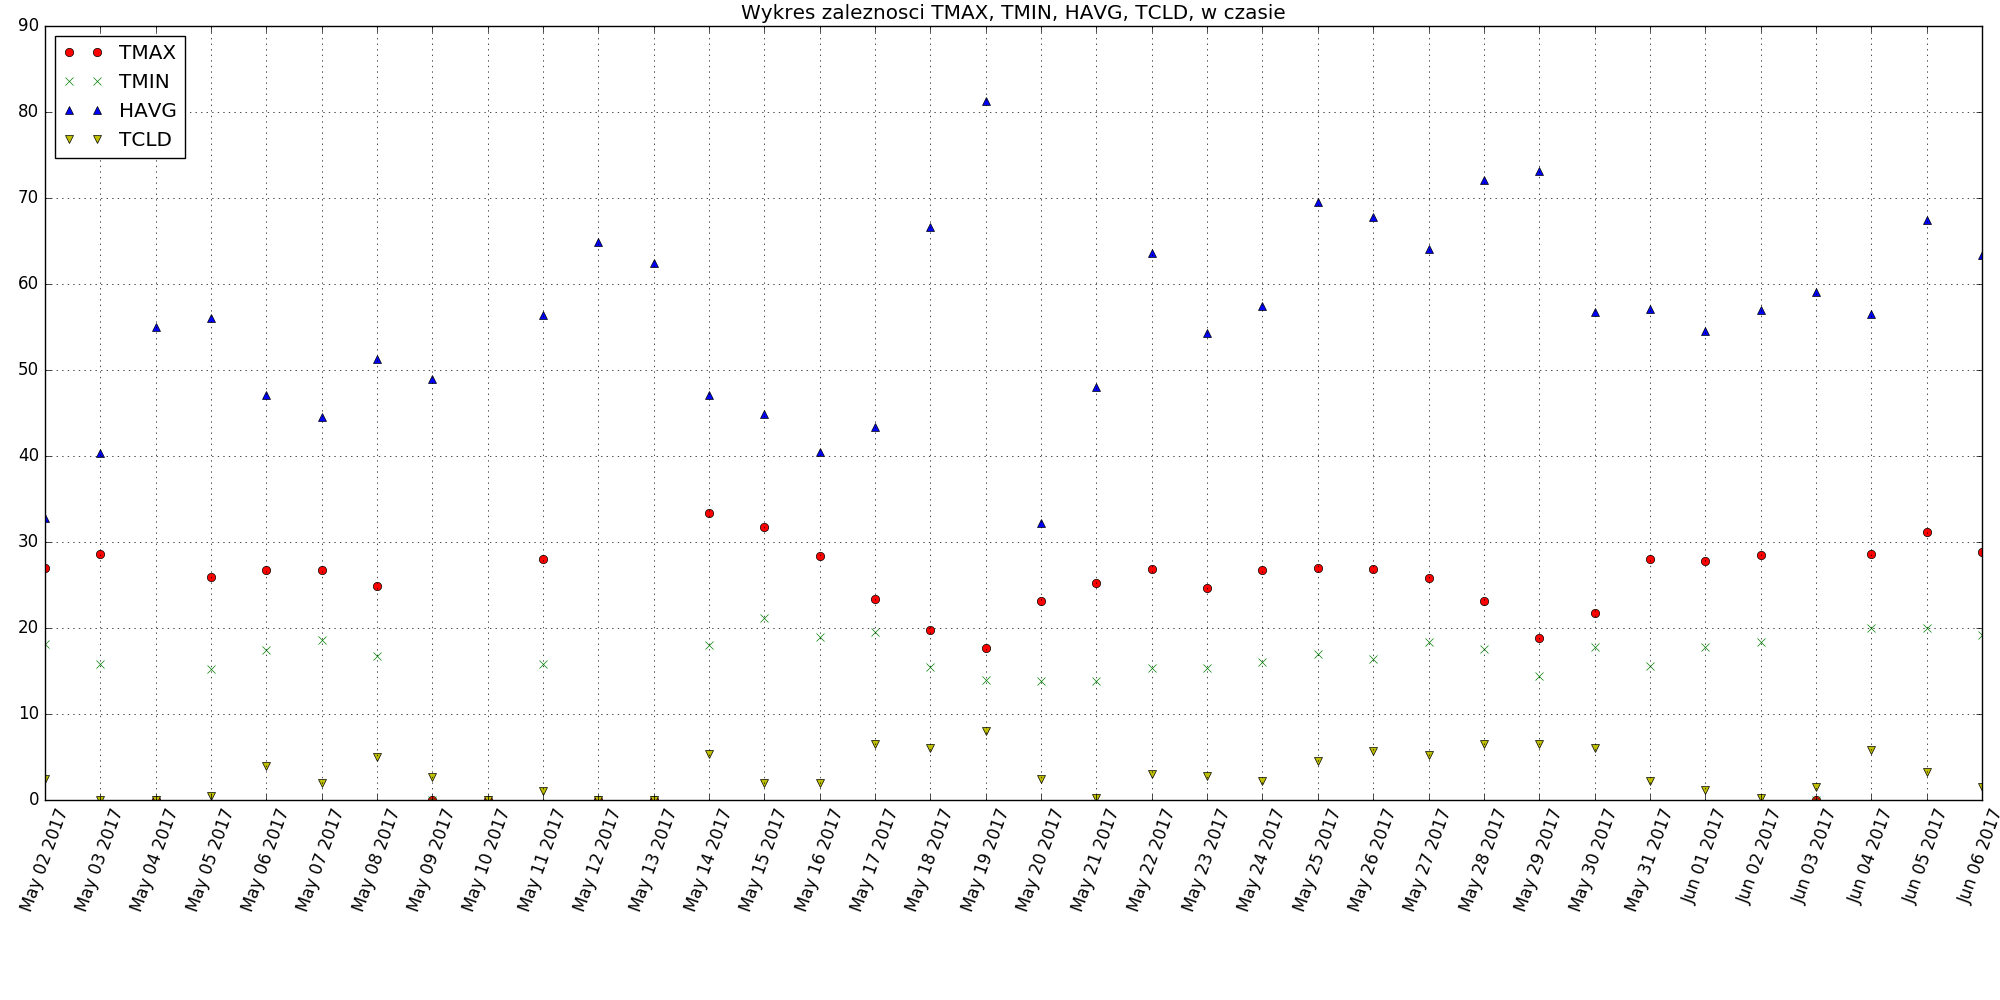 Wykres zaleznosci TMAX, TMIN, HAVG, TCLD, w czasie
90
80
70
60
50
40
30
20
10
0
TMAX
TMIN
HAVG
TCLD
May 02 2017
May 03 2017
May 04 2017
May 05 2017
May 06 2017
May 07 2017
May 08 2017
May 09 2017
May 10 2017
May 11 2017
May 12 2017
May 13 2017
May 14 2017
May 15 2017
May 16 2017
May 17 2017
May 18 2017
May 19 2017
May 20 2017
May 21 2017
May 22 2017
May 23 2017
May 24 2017
May 25 2017
May 26 2017
May 27 2017
May 28 2017
May 29 2017
May 30 2017
May 31 2017
Jun 01 2017
Jun 02 2017
Jun 03 2017
Jun 04 2017
Jun 05 2017
Jun 06 2017